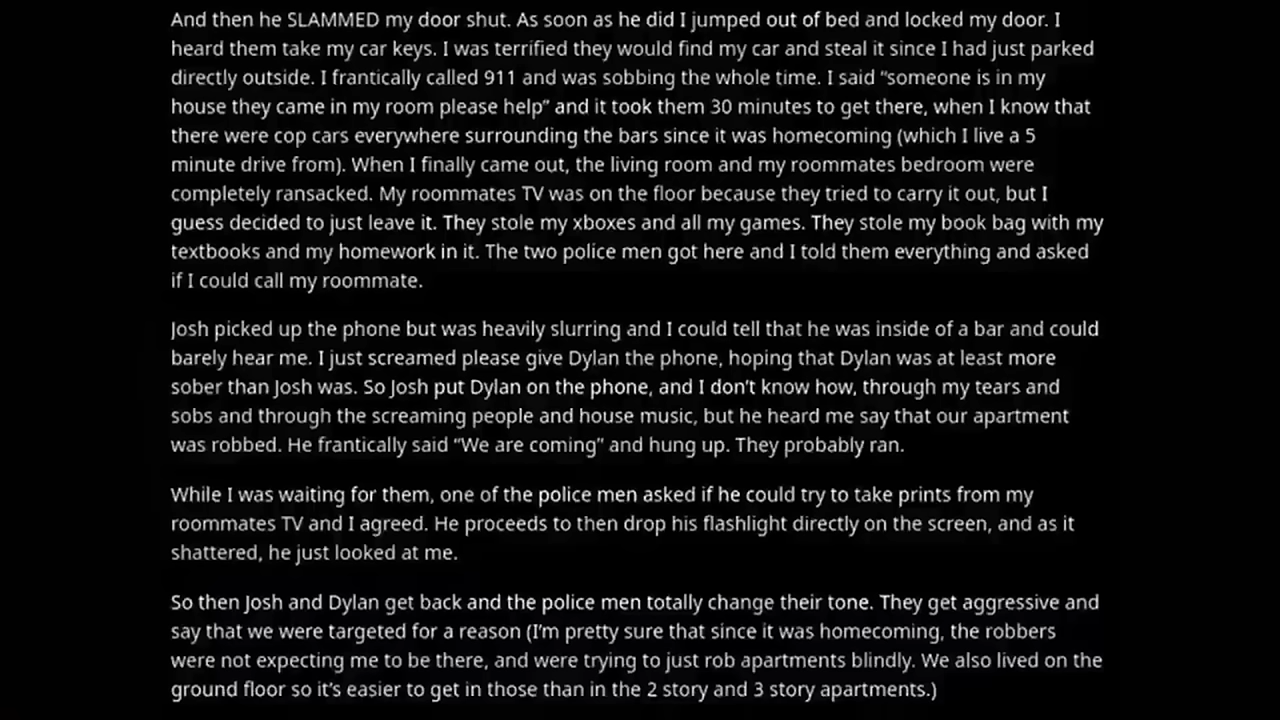 And then he SLAMMED my door shut. As soon as he did I jumped out of bed and locked my door. I
heard them take my car keys. I was terrified they would find my car and steal it since I had just parked
directly outside. I frantically called 911 and was sobbing the whole time. I said “someone is in my
house they came in my room please help” and it took them 30 minutes to get there, when I know that
there were cop cars everywhere surrounding the bars since it was homecoming (which I live a 5
minute drive from). When I finally came out, the living room and my roommates bedroom were
completely ransacked. My roommates TV was on the floor because they tried to carry it out, but I
guess decided to just leave it. They stole my xboxes and all my games. They stole my book bag with my
textbooks and my homework in it. The two police men got here and I told them everything and asked
if I could call my roommate.
Josh picked up the phone but was heavily slurring and I could tell that he was inside of a bar and could
barely hear me. I just screamed please give Dylan the phone, hoping that Dylan was at least more
sober than Josh was. So Josh put Dylan on the phone, and I don’t know how, through my tears and
sobs and through the screaming people and house music, but he heard me say that our apartment
was robbed. He frantically said “We are coming” and hung up. They probably ran.
While I was waiting for them, one of the police men asked if he could try to take prints from my
roommates TV and I agreed. He proceeds to then drop his flashlight directly on the screen, and as it
shattered, he just looked at me.
So then Josh and Dylan get back and the police men totally change their tone. They get aggressive and
say that we were targeted for a reason (I’m pretty sure that since it was homecoming, the robbers
were not expecting me to be there, and were trying to just rob apartments blindly. We also lived on the
ground floor so it’s easier to get in those than in the 2 story and 3 story apartments.)